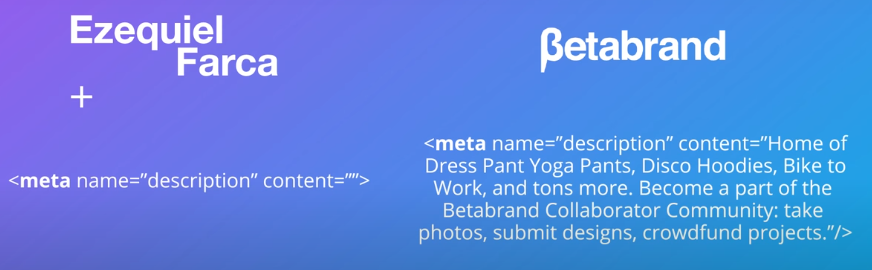 Ezequiel
Farca
+
<meta name=”description” content=””>
βetabrand
<meta name=”description” content=”Home of
Dress Pant Yoga Pants, Disco Hoodies, Bike to
Work, and tons more. Become a part of the
Betabrand Collaborator Community: take
photos, submit designs, crowdfund projects.”/>